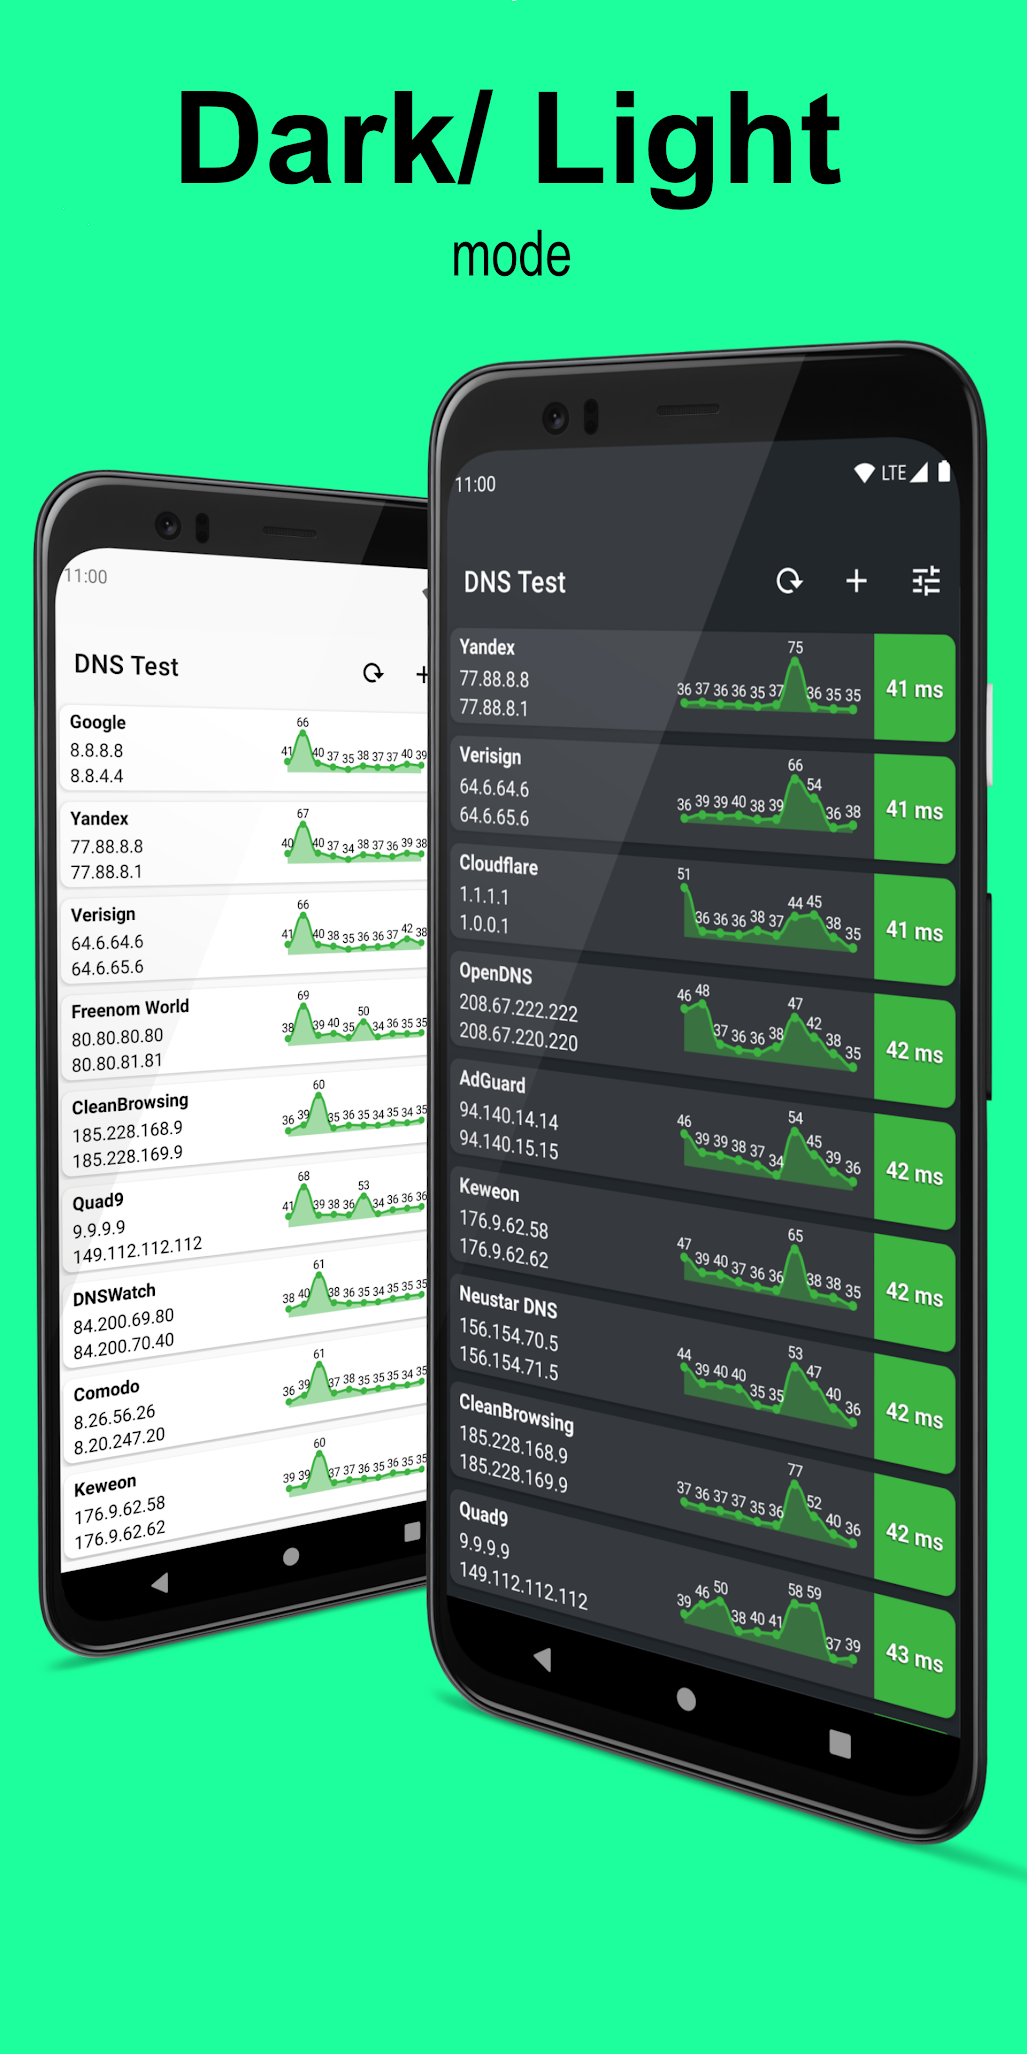 Dark/ Light
mode
11:00
DNS Test
Google
8.8.8.8
8.8.4.4
41 66 40 37 35 38 37 37 40 39
Yandex
77.88.8.8
77.88.8.1
40 67 40 37 34 38 37 36 39 38
Verisign
64.6.64.6
64.6.65.6
41 66 40 38 35 36 36 37 42 38
Freenom World
80.80.80.80
80.80.81.81
38 69 39 40 35 50 34 36 35 35
CleanBrowsing
185.228.168.9
185.228.169.9
36 39 60 35 36 35 34 35 34 35
Quad9
9.9.9.9
149.112.112.112
41 68 39 38 36 53 34 36 36 36
DNSWatch
84.200.69.80
84.200.70.40
38 40 61 38 36 35 34 35 35 35
Comodo
8.26.56.26
8.20.247.20
36 39 61 37 38 35 35 35 34 35
Keweon
176.9.62.58
176.9.62.62
39 39 60 37 37 36 35 36 35 35
11:00
LTE
DNS Test
Yandex
77.88.8.8
77.88.8.1
36 37 36 36 35 37 75 36 35 35
41 ms
Verisign
64.6.64.6
64.6.65.6
36 39 39 40 38 39 66 54 36 38
41 ms
Cloudflare
1.1.1.1
1.0.0.1
51 36 36 36 38 37 44 45 38 35
41 ms
OpenDNS
208.67.222.222
208.67.220.220
46 48 37 36 36 38 47 42 38 35
42 ms
AdGuard
94.140.14.14
94.140.15.15
46 39 39 38 37 34 54 45 39 36
42 ms
Keweon
176.9.62.58
176.9.62.62
47 39 40 37 36 36 65 38 38 35
42 ms
Neustar DNS
156.154.70.5
156.154.71.5
44 39 40 40 35 35 53 47 40 36
42 ms
CleanBrowsing
185.228.168.9
185.228.169.9
37 36 37 37 35 36 77 52 40 36
42 ms
Quad9
9.9.9.9
149.112.112.112
39 46 50 38 40 41 58 59 37 39
43 ms